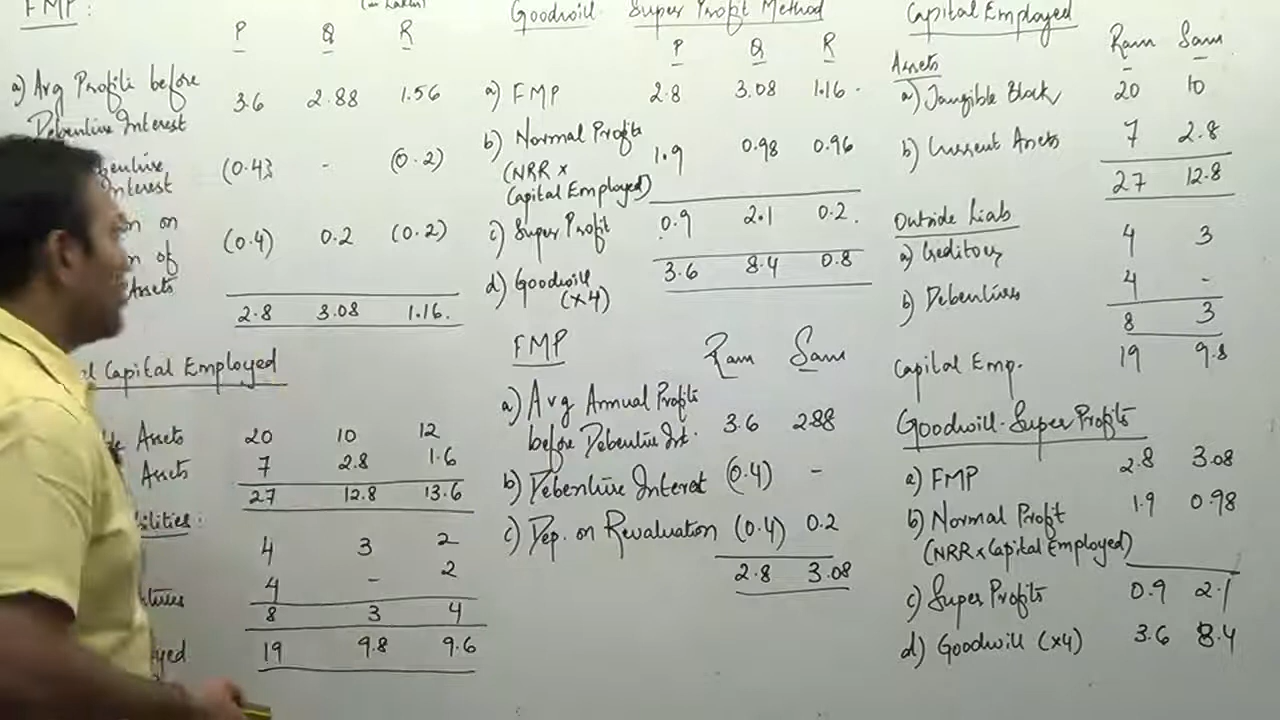 FMP:
P Q R
a) Avg Profits before 3.6 2.88 1.56
Debenture Interest
(0.4) - (0.2)
(0.4) 0.2 (0.2)
of
Assets
2.8 3.08 1.16.
Capital Employed
Assets 20 10 12
Assets 7 2.8 1.6
27 12.8 13.6
4 3 2
4 - 2
8 3 4
19 9.8 9.6
Goodwill Super Profit Method
P Q R
a) FMP 2.8 3.08 1.16.
b) Normal Profits 1.9 0.98 0.96
(NRR x
Capital Employed)
c) Super Profit 0.9 2.1 0.2.
d) Goodwill 3.6 8.4 0.8
(x4)
FMP Ram Sam
a) Avg Annual Profits
before Debenture Int. 3.6 2.88
b) Debenture Interest (0.4) -
c) Dep. on Revaluation (0.4) 0.2
2.8 3.08
Capital Employed
Ram Sam
Assets
a) Tangible Block 20 10
b) Current Assets 7 2.8
27 12.8
Outside Liab
a) Creditors 4 3
b) Debentures 4 -
8 3
Capital Emp. 19 9.8
Goodwill-Super Profits
a) FMP 2.8 3.08
b) Normal Profit 1.9 0.98
(NRR x Capital Employed)
c) Super Profits 0.9 2.1
d) Goodwill (x4) 3.6 8.4